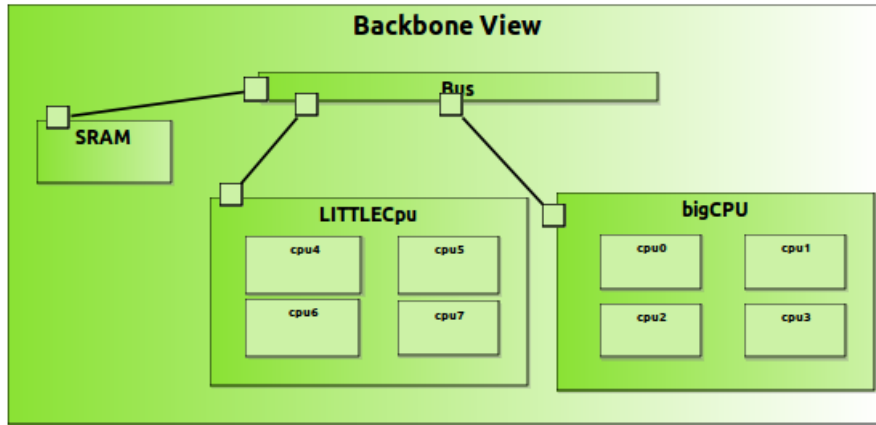 Backbone View
Bus
SRAM
LITTLECpu
cpu4
cpu5
cpu6
cpu7
bigCPU
cpu0
cpu1
cpu2
cpu3